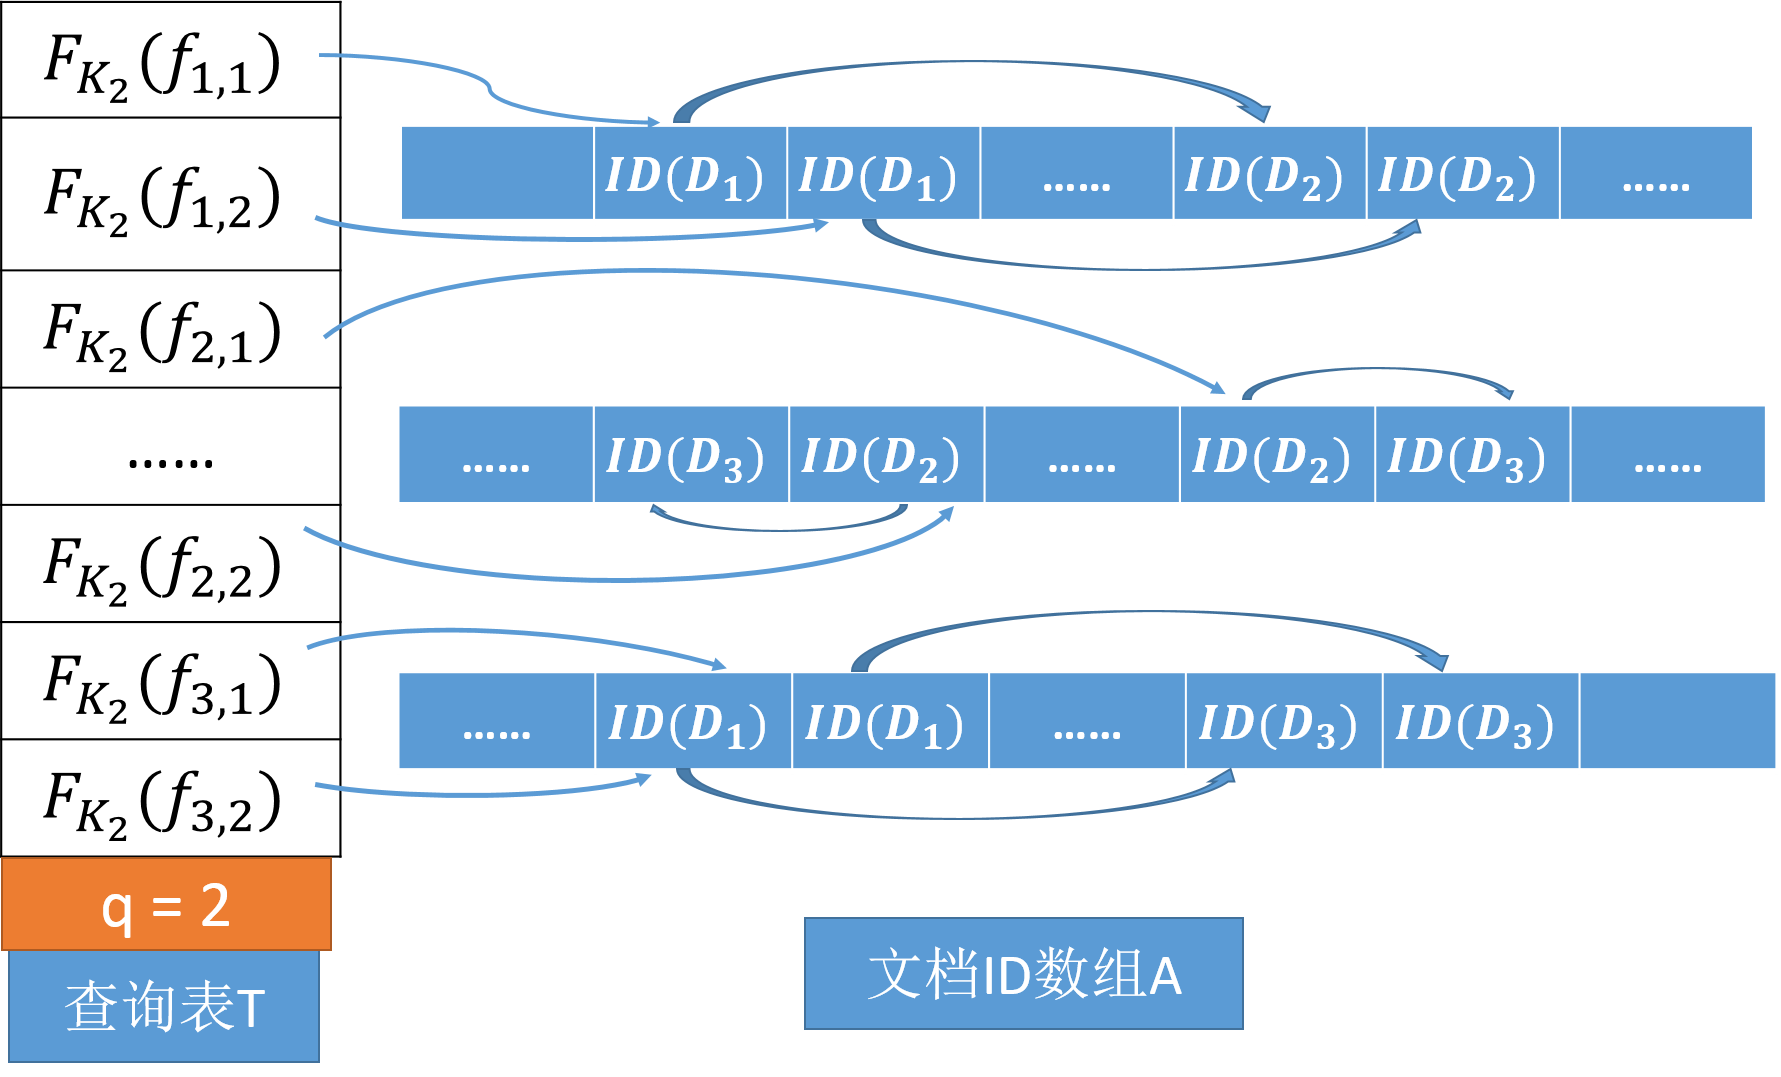 F_{K_2}(f_{1,1})
F_{K_2}(f_{1,2})
F_{K_2}(f_{2,1})
……
F_{K_2}(f_{2,2})
F_{K_2}(f_{3,1})
F_{K_2}(f_{3,2})
q = 2
查询表T
ID(D_1) ID(D_1) …… ID(D_2) ID(D_2) ……
…… ID(D_3) ID(D_2) …… ID(D_2) ID(D_3) ……
…… ID(D_1) ID(D_1) …… ID(D_3) ID(D_3)
文档ID数组A